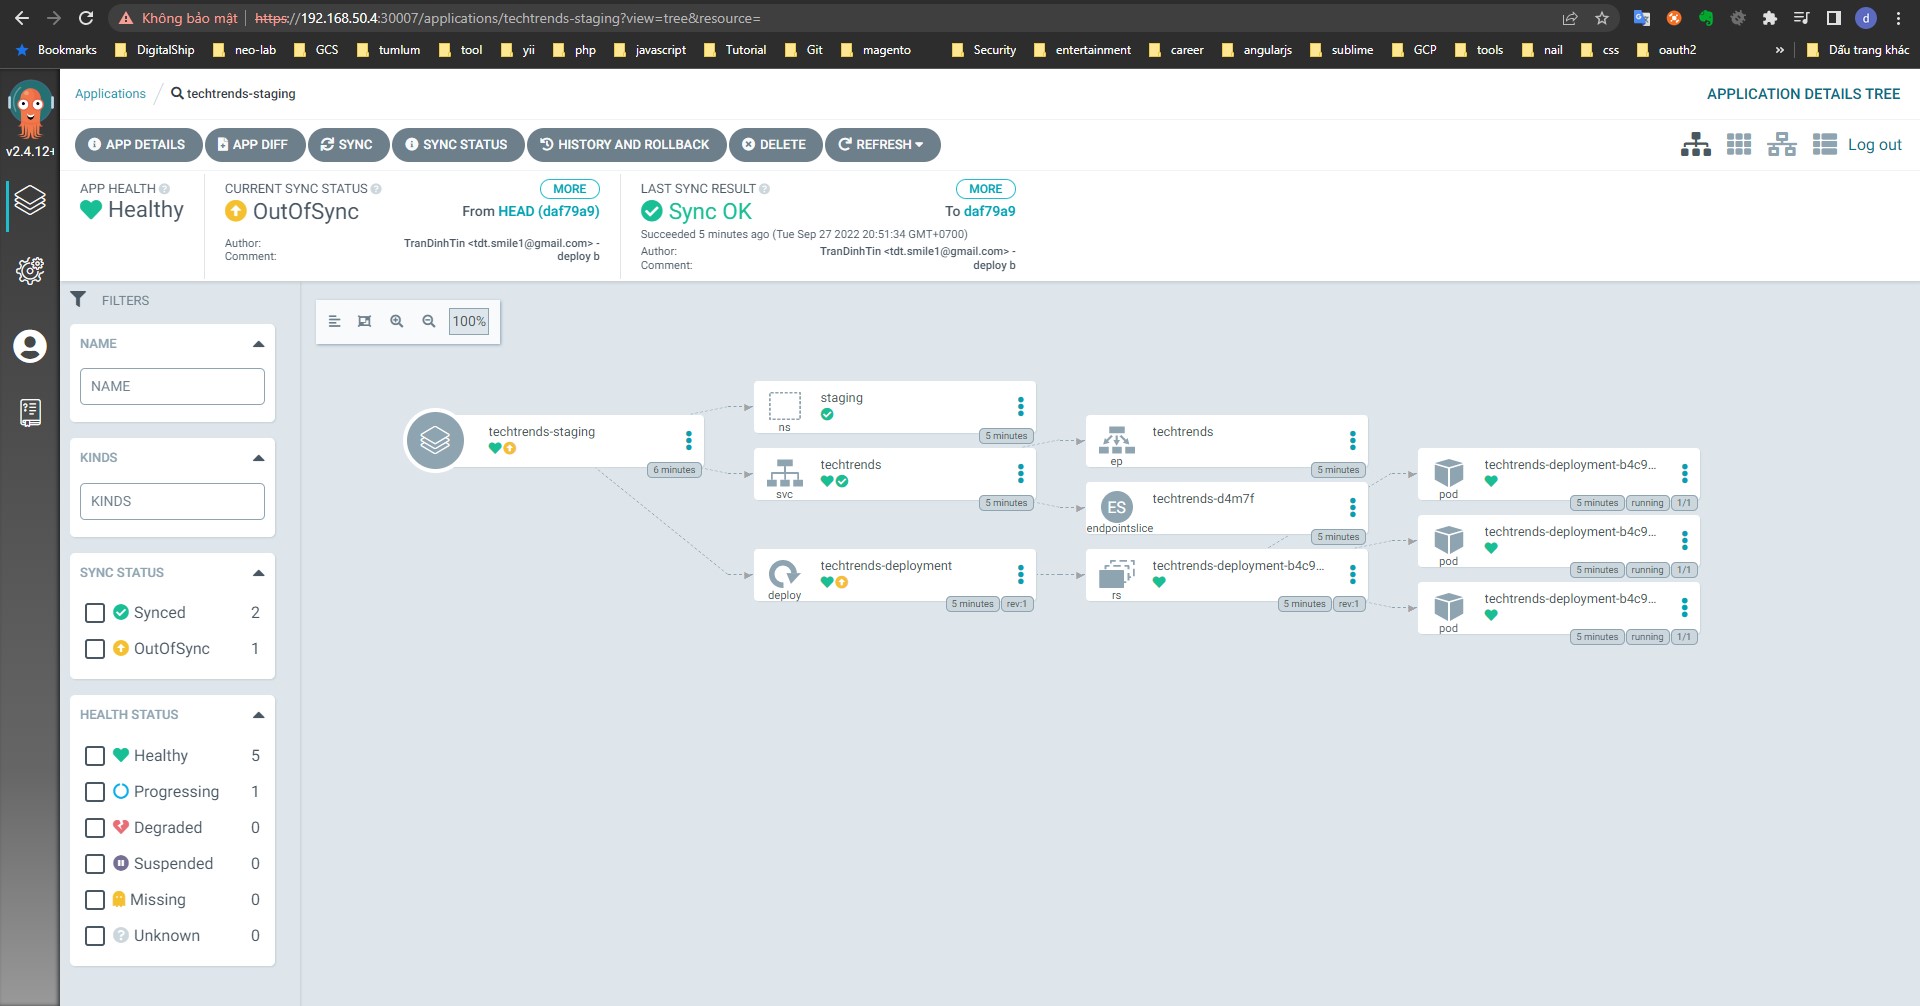 Không bảo mật https://192.168.50.4:30007/applications/techtrends-staging?view=tree&resource=
d
Bookmarks DigitalShip neo-lab GCS tumlum tool yii php javascript Tutorial Git magento Security entertainment career angularjs sublime GCP tools nail css oauth2 » Dấu trang khác
v2.4.12+
Applications / techtrends-staging
APPLICATION DETAILS TREE
APP DETAILS APP DIFF SYNC SYNC STATUS HISTORY AND ROLLBACK DELETE REFRESH
Log out
APP HEALTH
Healthy
CURRENT SYNC STATUS MORE
OutOfSync From HEAD (daf79a9)
Author: TranDinhTin <tdt.smile1@gmail.com> -
Comment: deploy b
LAST SYNC RESULT MORE
Sync OK To daf79a9
Succeeded 5 minutes ago (Tue Sep 27 2022 20:51:34 GMT+0700)
Author: TranDinhTin <tdt.smile1@gmail.com> -
Comment: deploy b
FILTERS
NAME
NAME
KINDS
KINDS
SYNC STATUS
Synced 2
OutOfSync 1
HEALTH STATUS
Healthy 5
Progressing 1
Degraded 0
Suspended 0
Missing 0
Unknown 0
100%
techtrends-staging
6 minutes
staging
ns
5 minutes
techtrends
svc
5 minutes
techtrends-deployment
deploy
5 minutes rev:1
techtrends
ep
5 minutes
ES
techtrends-d4m7f
endpointslice
5 minutes
techtrends-deployment-b4c9...
rs
5 minutes rev:1
techtrends-deployment-b4c9...
pod
5 minutes running 1/1
techtrends-deployment-b4c9...
pod
5 minutes running 1/1
techtrends-deployment-b4c9...
pod
5 minutes running 1/1